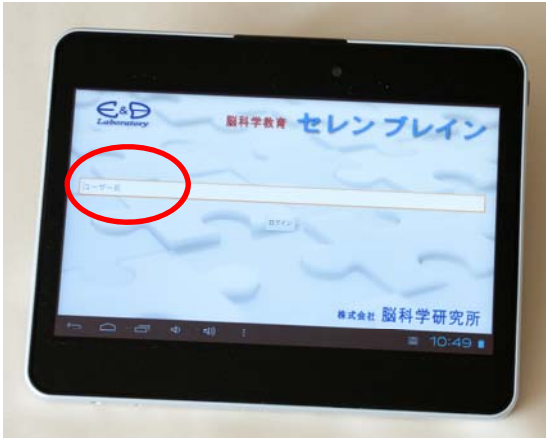 E&D
Laboratory
脳科学教育 セレン ブレイン
ユーザー名
ログイン
株式会社 脳科学研究所
10:49